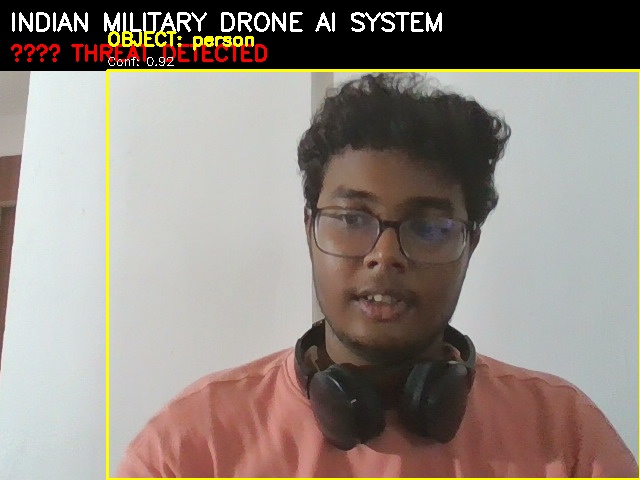 INDIAN MILITARY DRONE AI SYSTEM
OBJECT: person
???? THREAT DETECTED
Conf: 0.92